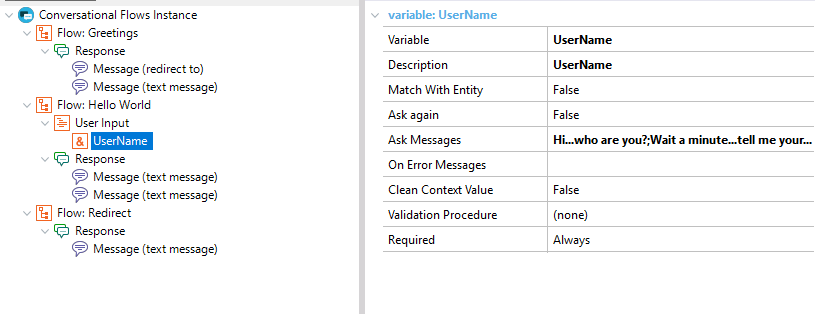 Conversational Flows Instance
Flow: Greetings
Response
Message (redirect to)
Message (text message)
Flow: Hello World
User Input
& UserName
Response
Message (text message)
Message (text message)
Flow: Redirect
Response
Message (text message)
variable: UserName
Variable UserName
Description UserName
Match With Entity False
Ask again False
Ask Messages Hi...who are you?;Wait a minute...tell me your...
On Error Messages
Clean Context Value False
Validation Procedure (none)
Required Always